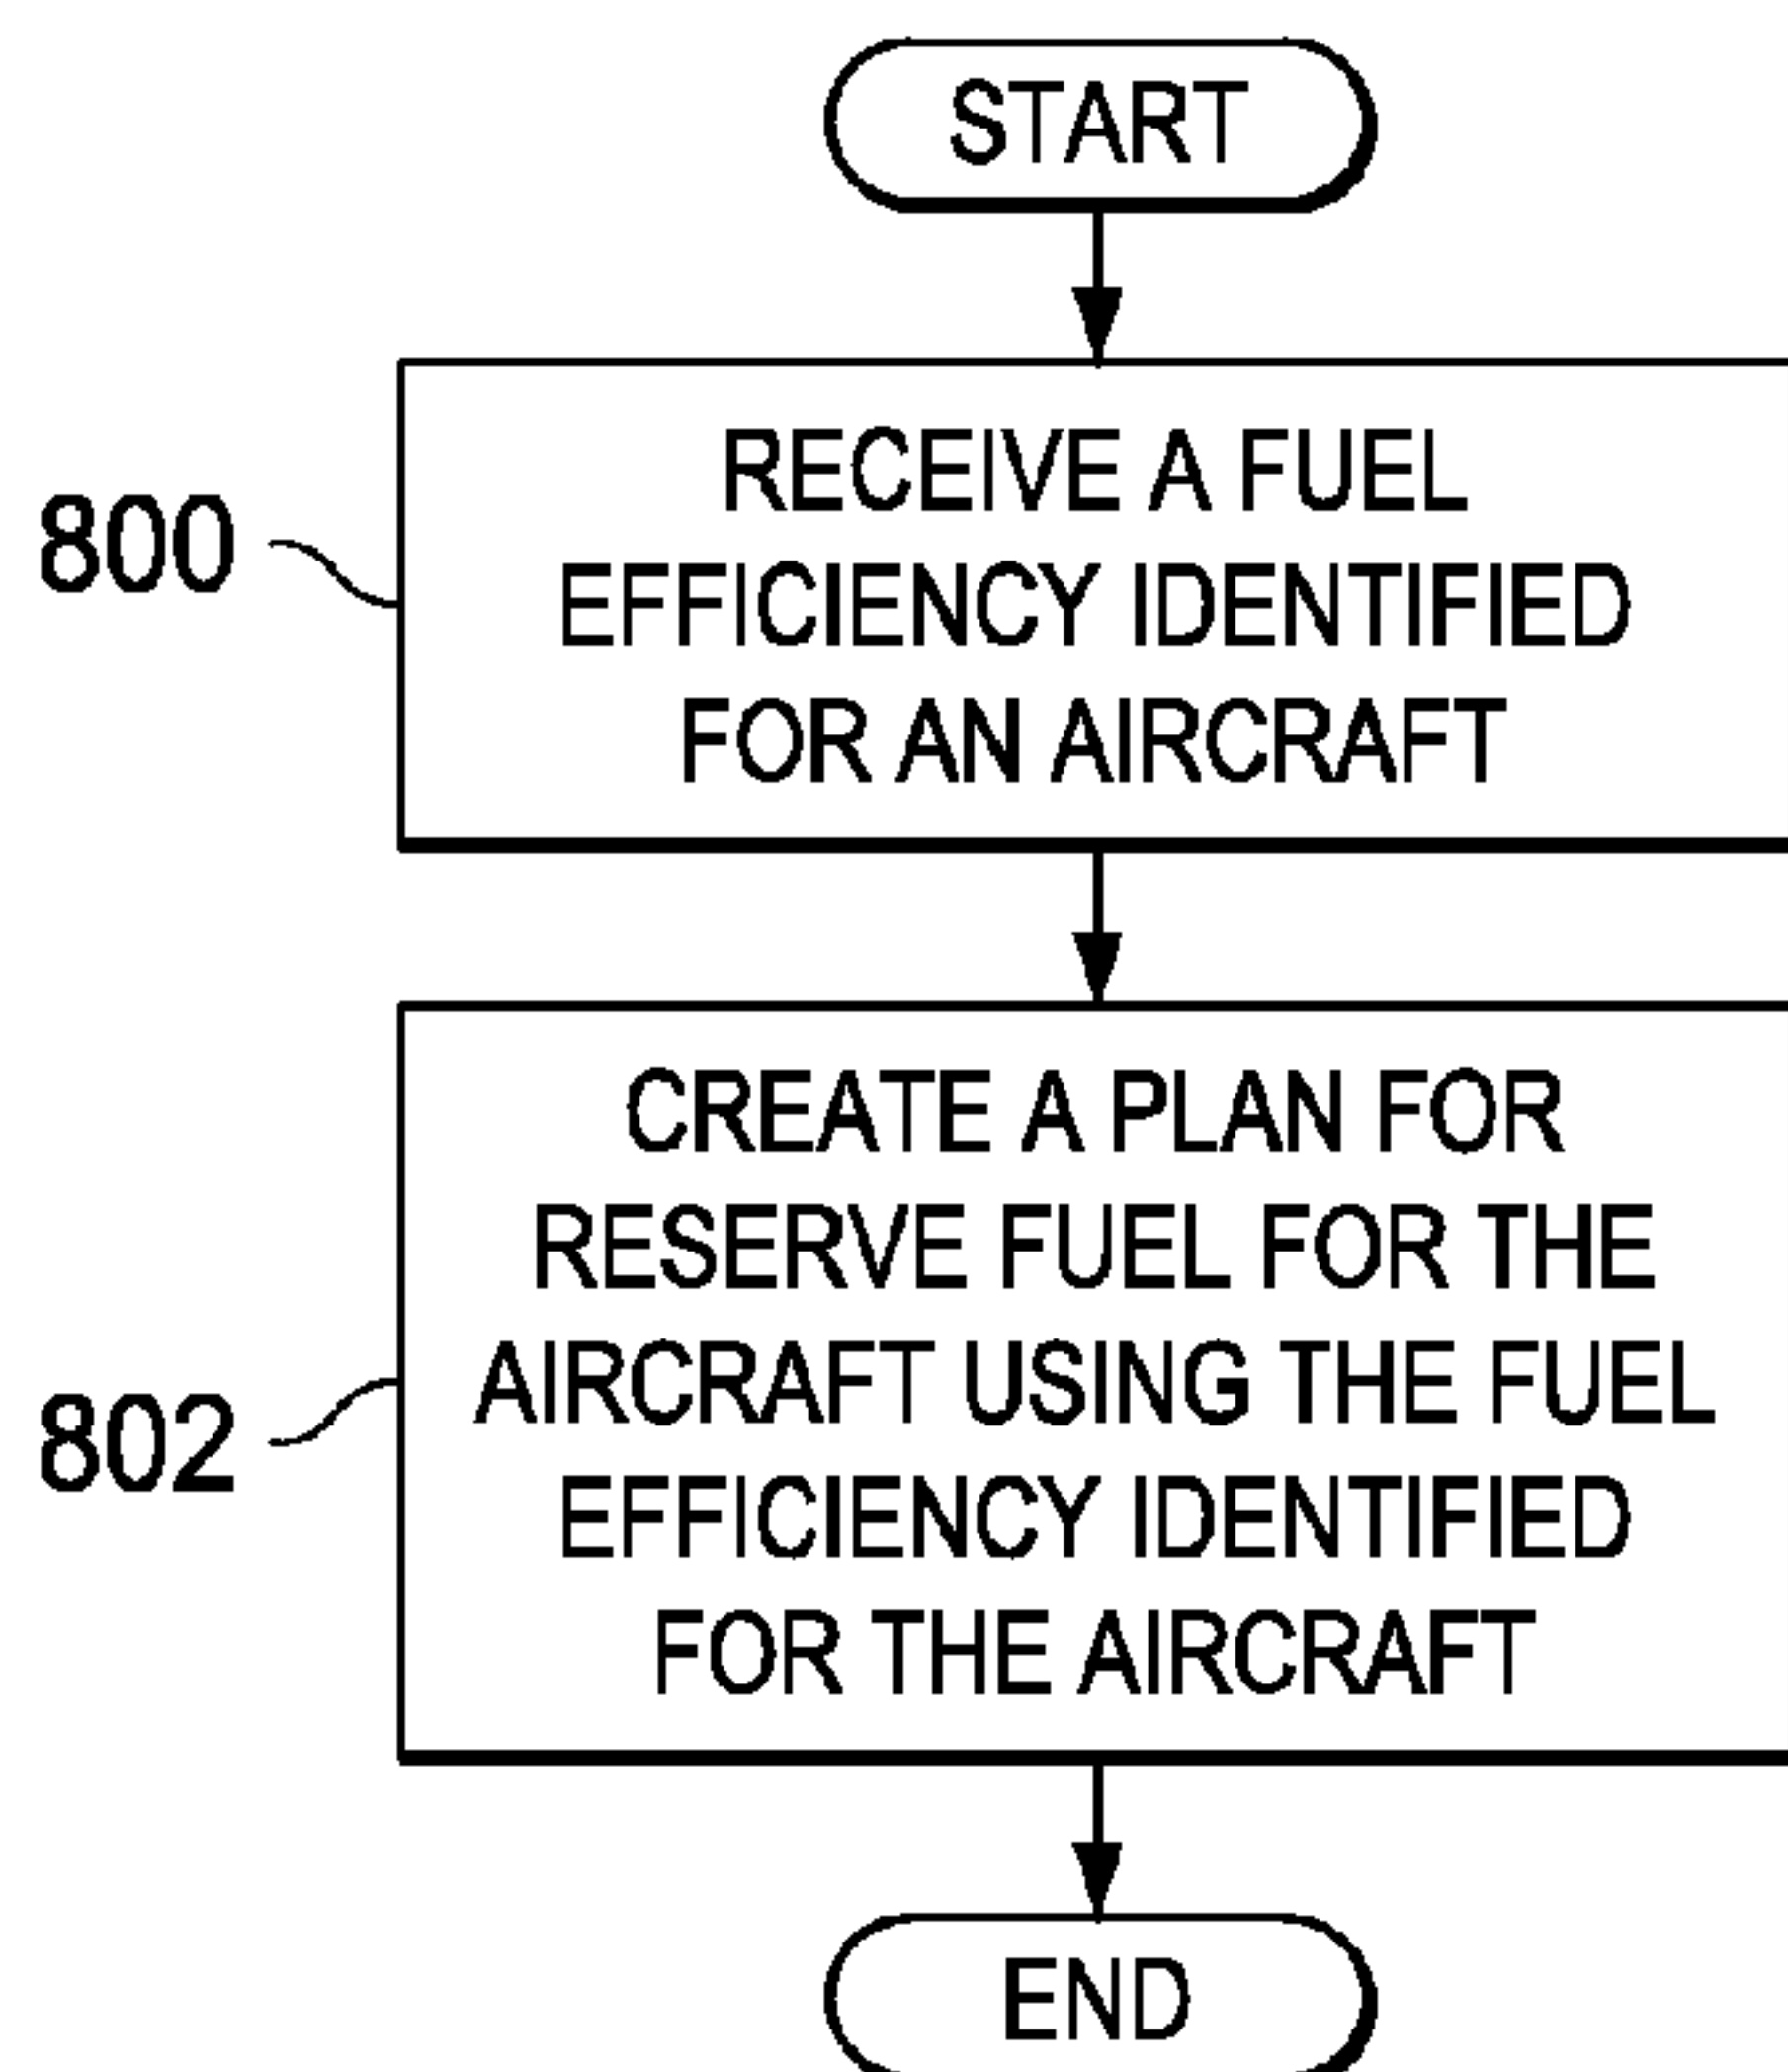 START
800
RECEIVE A FUEL
EFFICIENCY IDENTIFIED
FOR AN AIRCRAFT
802
CREATE A PLAN FOR
RESERVE FUEL FOR THE
AIRCRAFT USING THE FUEL
EFFICIENCY IDENTIFIED
FOR THE AIRCRAFT
END